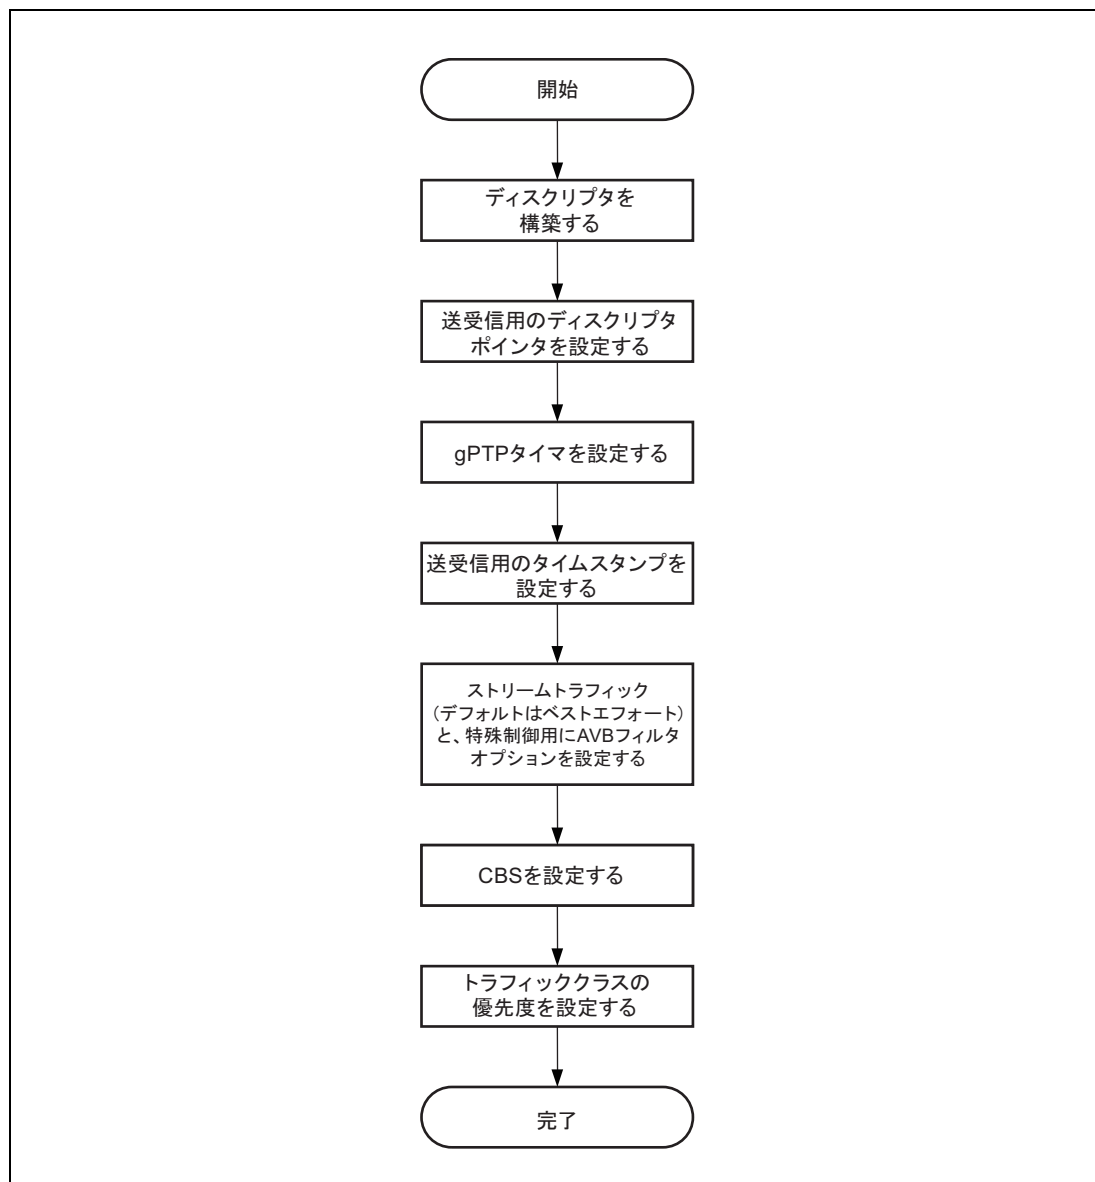 開始
ディスクリプタを
構築する
送受信用のディスクリプタ
ポインタを設定する
gPTPタイマを設定する
送受信用のタイムスタンプを
設定する
ストリームトラフィック
(デフォルトはベストエフォート)
と、特殊制御用にAVBフィルタ
オプションを設定する
CBSを設定する
トラフィッククラスの
優先度を設定する
完了